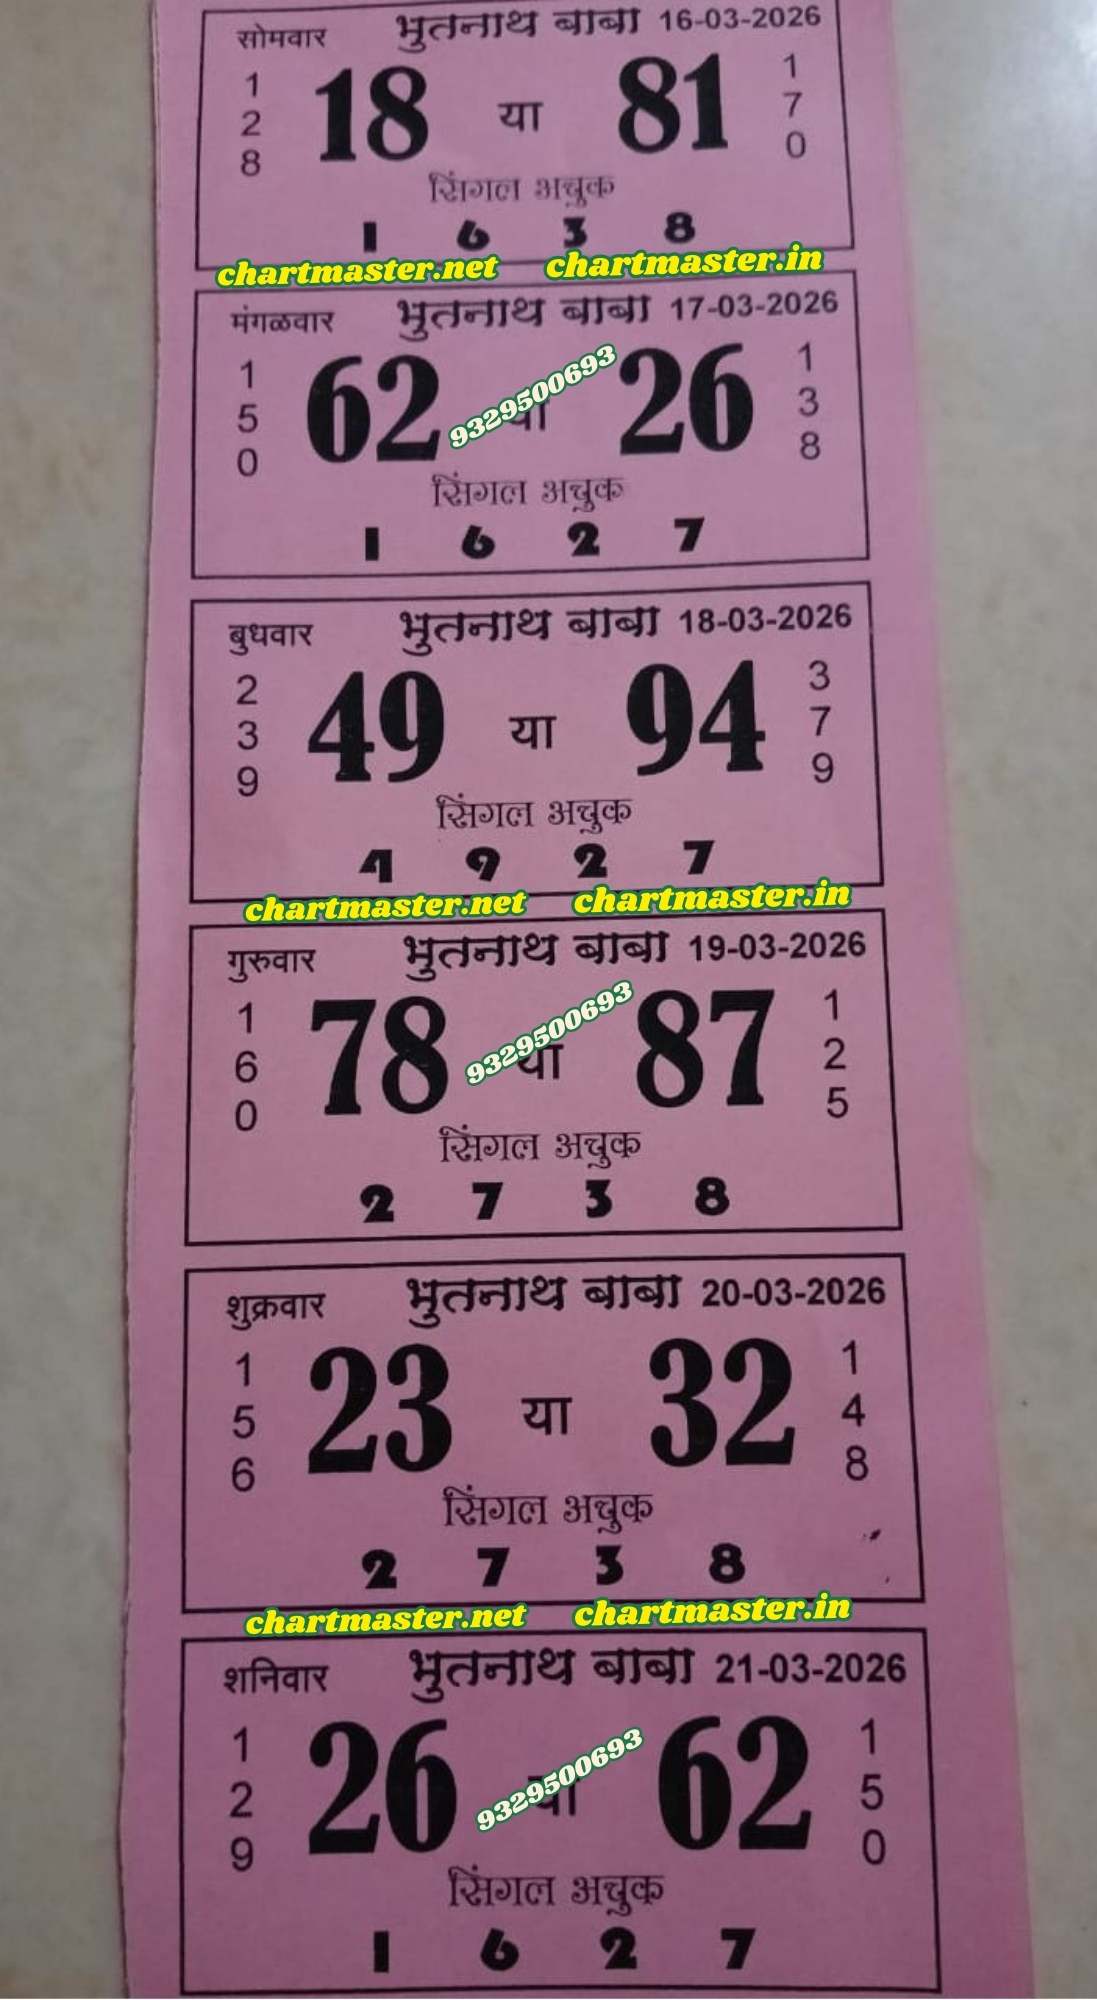 सोमवार भुतनाथ बाबा 16-03-2026
1
2
8
18 या 81
1
7
0
सिंगल अचुक
1 6 3 8
chartmaster.net chartmaster.in
मंगळवार भुतनाथ बाबा 17-03-2026
1
5
0
62 या 26
9329500693
1
3
8
सिंगल अचुक
1 6 2 7
बुधवार भुतनाथ बाबा 18-03-2026
2
3
9
49 या 94
3
7
9
सिंगल अचुक
4 9 2 7
chartmaster.net chartmaster.in
गुरुवार भुतनाथ बाबा 19-03-2026
1
6
0
78 या 87
9329500693
1
2
5
सिंगल अचुक
2 7 3 8
शुक्रवार भुतनाथ बाबा 20-03-2026
1
5
6
23 या 32
1
4
8
सिंगल अचुक
2 7 3 8
chartmaster.net chartmaster.in
शनिवार भुतनाथ बाबा 21-03-2026
1
2
9
26 या 62
9329500693
1
5
0
सिंगल अचुक
1 6 2 7